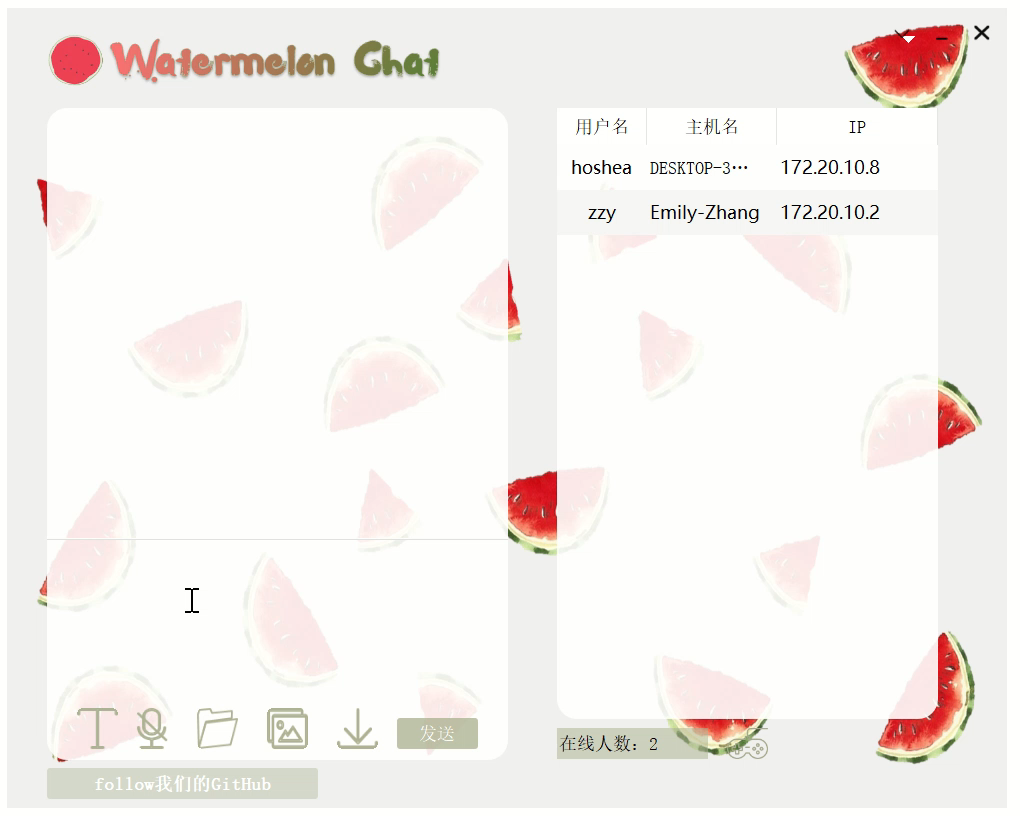 Watermelon Chat
用户名 主机名 IP
hoshea DESKTOP-3… 172.20.10.8
zzy Emily-Zhang 172.20.10.2
发送
在线人数：2
follow我们的GitHub